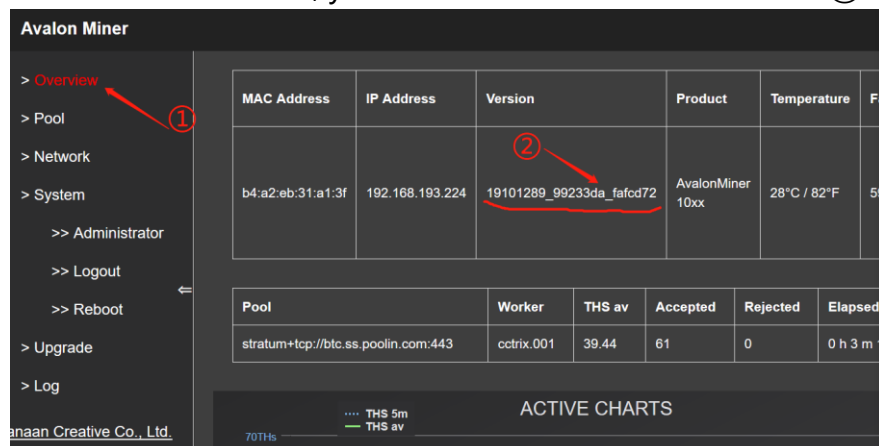 Avalon Miner
> Overview
①
> Pool
> Network
> System
>> Administrator
>> Logout
⇐
>> Reboot
> Upgrade
> Log
anaan Creative Co., Ltd.
MAC Address IP Address Version Product Temperature F
②
b4:a2:eb:31:a1:3f 192.168.193.224 19101289_99233da_fafcd72 AvalonMiner 10xx 28°C / 82°F 5
Pool Worker THS av Accepted Rejected Elapsed
stratum+tcp://btc.ss.poolin.com:443 cctrix.001 39.44 61 0 0 h 3 m
ACTIVE CHARTS
THS 5m
THS av
70THs